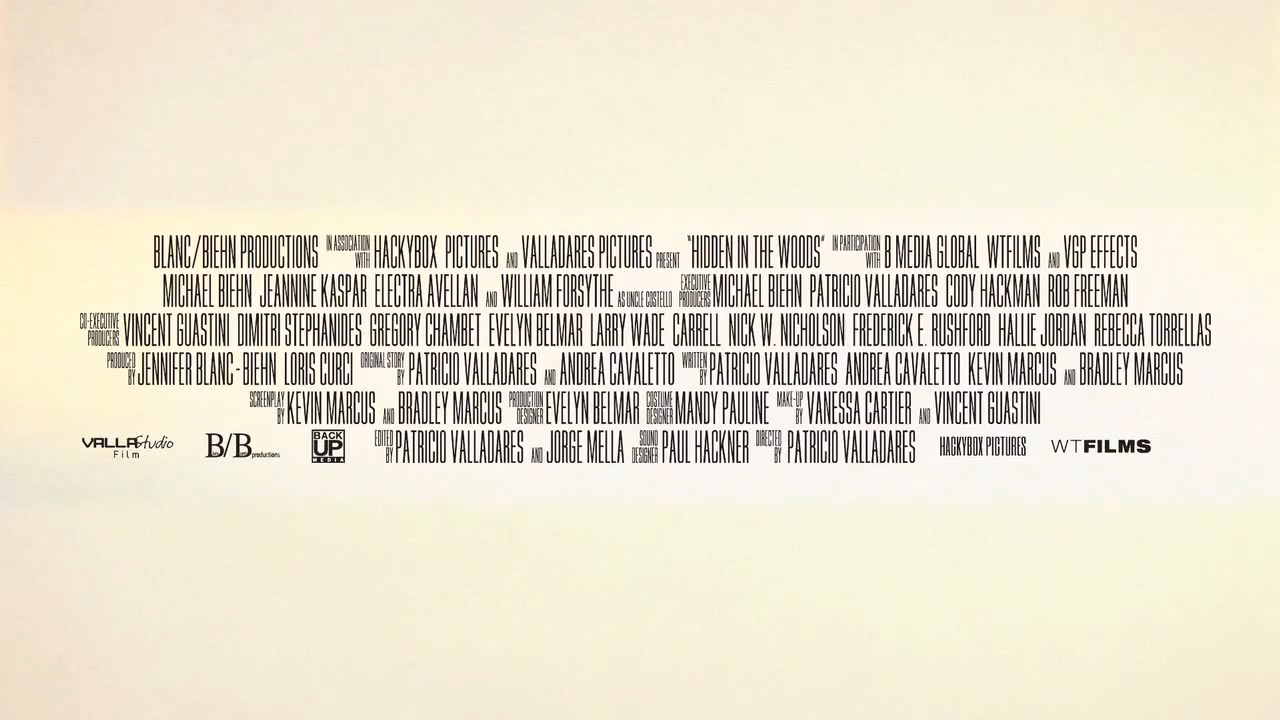 BLANC/BIEHN PRODUCTIONS IN ASSOCIATION WITH HACKYBOX PICTURES AND VALLADARES PICTURES PRESENT "HIDDEN IN THE WOODS" IN PARTICIPATION WITH B MEDIA GLOBAL WTFILMS AND VGP EFFECTS
MICHAEL BIEHN JEANNINE KASPAR ELECTRA AVELLAN AND WILLIAM FORSYTHE AS UNCLE COSTELLO EXECUTIVE PRODUCERS MICHAEL BIEHN PATRICIO VALLADARES CODY HACKMAN ROB FREEMAN
CO-EXECUTIVE PRODUCERS VINCENT GUASTINI DIMITRI STEPHANIDES GREGORY CHAMBET EVELYN BELMAR LARRY WADE CARRELL NICK W. NICHOLSON FREDERICK E. RUSHFORD HALLIE JORDAN REBECCA TORRELLAS
PRODUCED BY JENNIFER BLANC-BIEHN LORIS CURCI ORIGINAL STORY BY PATRICIO VALLADARES AND ANDREA CAVALETTO WRITTEN BY PATRICIO VALLADARES ANDREA CAVALETTO KEVIN MARCUS AND BRADLEY MARCUS
SCREENPLAY BY KEVIN MARCUS AND BRADLEY MARCUS PRODUCTION DESIGNER EVELYN BELMAR COSTUME DESIGNER MANDY PAULINE MAKE-UP BY VANESSA CARTIER AND VINCENT GUASTINI
VALLAStudio Film B/B productions BACK UP MEDIA EDITED BY PATRICIO VALLADARES AND JORGE MELLA SOUND DESIGNER PAUL HACKNER DIRECTED BY PATRICIO VALLADARES HACKYBOX PICTURES WTFILMS